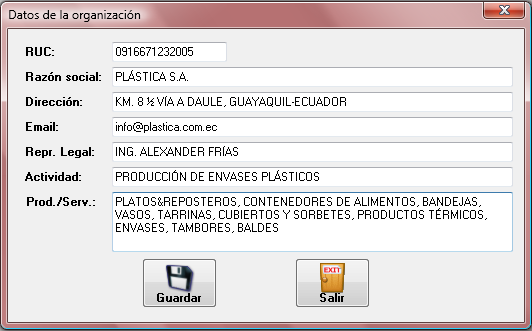 Datos de la organización
RUC: 0916671232005
Razón social: PLÁSTICA S.A.
Dirección: KM. 8 ½ VÍA A DAULE, GUAYAQUIL-ECUADOR
Email: info@plastica.com.ec
Repr. Legal: ING. ALEXANDER FRÍAS
Actividad: PRODUCCIÓN DE ENVASES PLÁSTICOS
Prod./Serv.: PLATOS&REPOSTEROS, CONTENEDORES DE ALIMENTOS, BANDEJAS,
VASOS, TARRINAS, CUBIERTOS Y SORBETES, PRODUCTOS TÉRMICOS,
ENVASES, TAMBORES, BALDES
EXIT
Guardar Salir